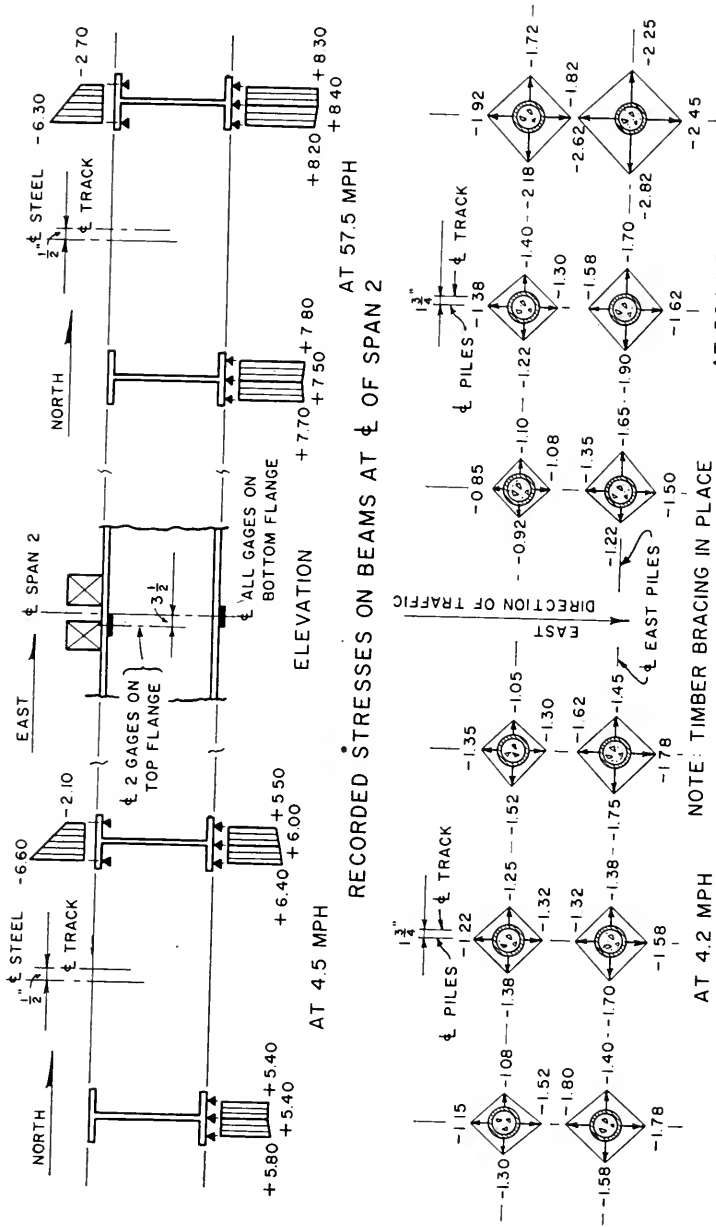 NORTH
1/2" ℄ STEEL
℄ TRACK
-6.60
-2.10
+5.80
+5.40
+5.40
+6.40
+6.00
+5.50
AT 4.5 MPH
EAST
℄ SPAN 2
℄ 2 GAGES ON
TOP FLANGE
3 1/2
℄ ALL GAGES ON
BOTTOM FLANGE
ELEVATION
NORTH
1/2" ℄ STEEL
℄ TRACK
-6.30
-2.70
+7.70
+7.50
+7.80
+8.20
+8.40
+8.30
AT 57.5 MPH
RECORDED STRESSES ON BEAMS AT ℄ OF SPAN 2
℄ PILES
1 3/4"
℄ TRACK
-1.15
-1.30
-1.08
-1.52
-1.22
-1.38
-1.25
-1.32
-1.35
-1.52
-1.05
-1.30
-1.80
-1.58
-1.40
-1.78
-1.32
-1.70
-1.38
-1.58
-1.62
-1.75
-1.45
-1.78
AT 4.2 MPH
EAST
DIRECTION OF TRAFFIC
℄ EAST PILES
NOTE: TIMBER BRACING IN PLACE
℄ PILES
1 3/4"
℄ TRACK
-0.85
-0.92
-1.10
-1.08
-1.38
-1.22
-1.40
-1.30
-1.92
-2.18
-1.72
-1.82
-1.35
-1.22
-1.65
-1.50
-1.58
-1.90
-1.70
-1.62
-2.62
-2.82
-2.25
-2.45